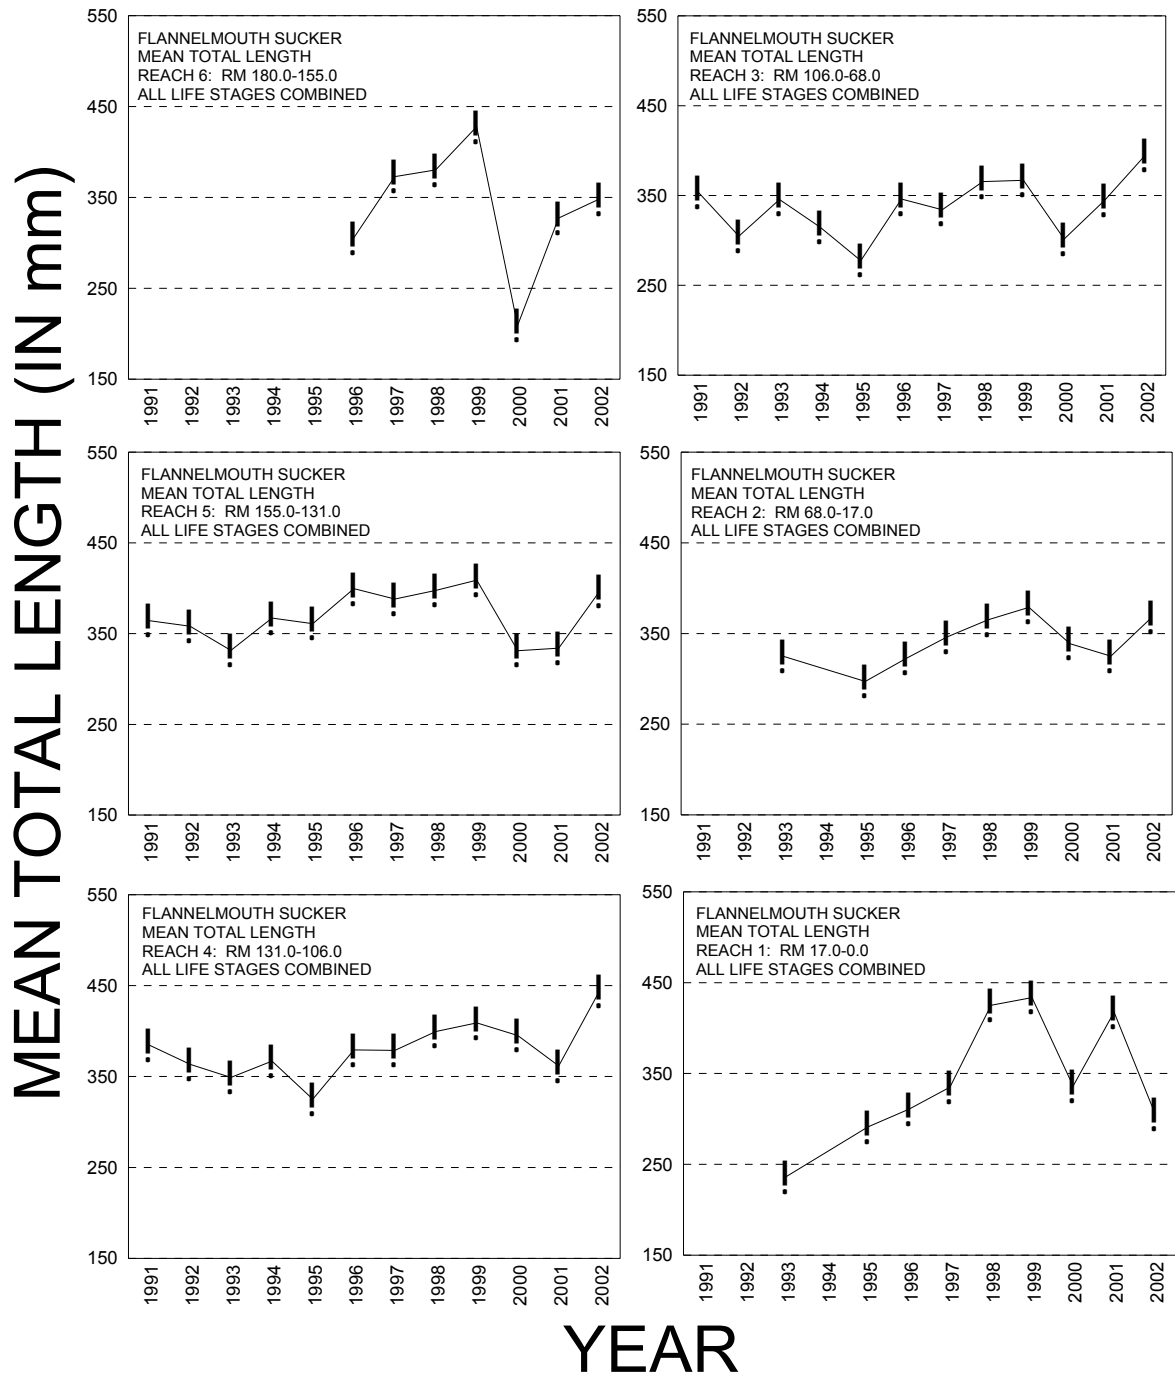 MEAN TOTAL LENGTH (IN mm)
550
450
350
250
150
FLANNELMOUTH SUCKER
MEAN TOTAL LENGTH
REACH 6: RM 180.0-155.0
ALL LIFE STAGES COMBINED
1991 1992 1993 1994 1995 1996 1997 1998 1999 2000 2001 2002
550
450
350
250
150
FLANNELMOUTH SUCKER
MEAN TOTAL LENGTH
REACH 3: RM 106.0-68.0
ALL LIFE STAGES COMBINED
1991 1992 1993 1994 1995 1996 1997 1998 1999 2000 2001 2002
550
450
350
250
150
FLANNELMOUTH SUCKER
MEAN TOTAL LENGTH
REACH 5: RM 155.0-131.0
ALL LIFE STAGES COMBINED
1991 1992 1993 1994 1995 1996 1997 1998 1999 2000 2001 2002
550
450
350
250
150
FLANNELMOUTH SUCKER
MEAN TOTAL LENGTH
REACH 2: RM 68.0-17.0
ALL LIFE STAGES COMBINED
1991 1992 1993 1994 1995 1996 1997 1998 1999 2000 2001 2002
550
450
350
250
150
FLANNELMOUTH SUCKER
MEAN TOTAL LENGTH
REACH 4: RM 131.0-106.0
ALL LIFE STAGES COMBINED
1991 1992 1993 1994 1995 1996 1997 1998 1999 2000 2001 2002
550
450
350
250
150
FLANNELMOUTH SUCKER
MEAN TOTAL LENGTH
REACH 1: RM 17.0-0.0
ALL LIFE STAGES COMBINED
1991 1992 1993 1994 1995 1996 1997 1998 1999 2000 2001 2002
YEAR